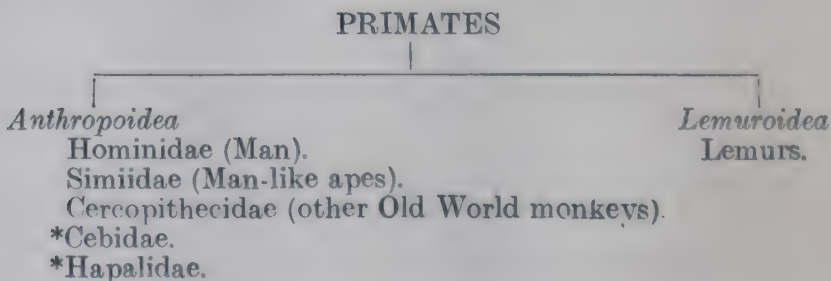 PRIMATES
Anthropoidea
Lemuroidea
Hominidae (Man).
Lemurs.
Simiidae (Man-like apes).
Cercopithecidae (other Old World monkeys).
*Cebidae.
*Hapalidae.